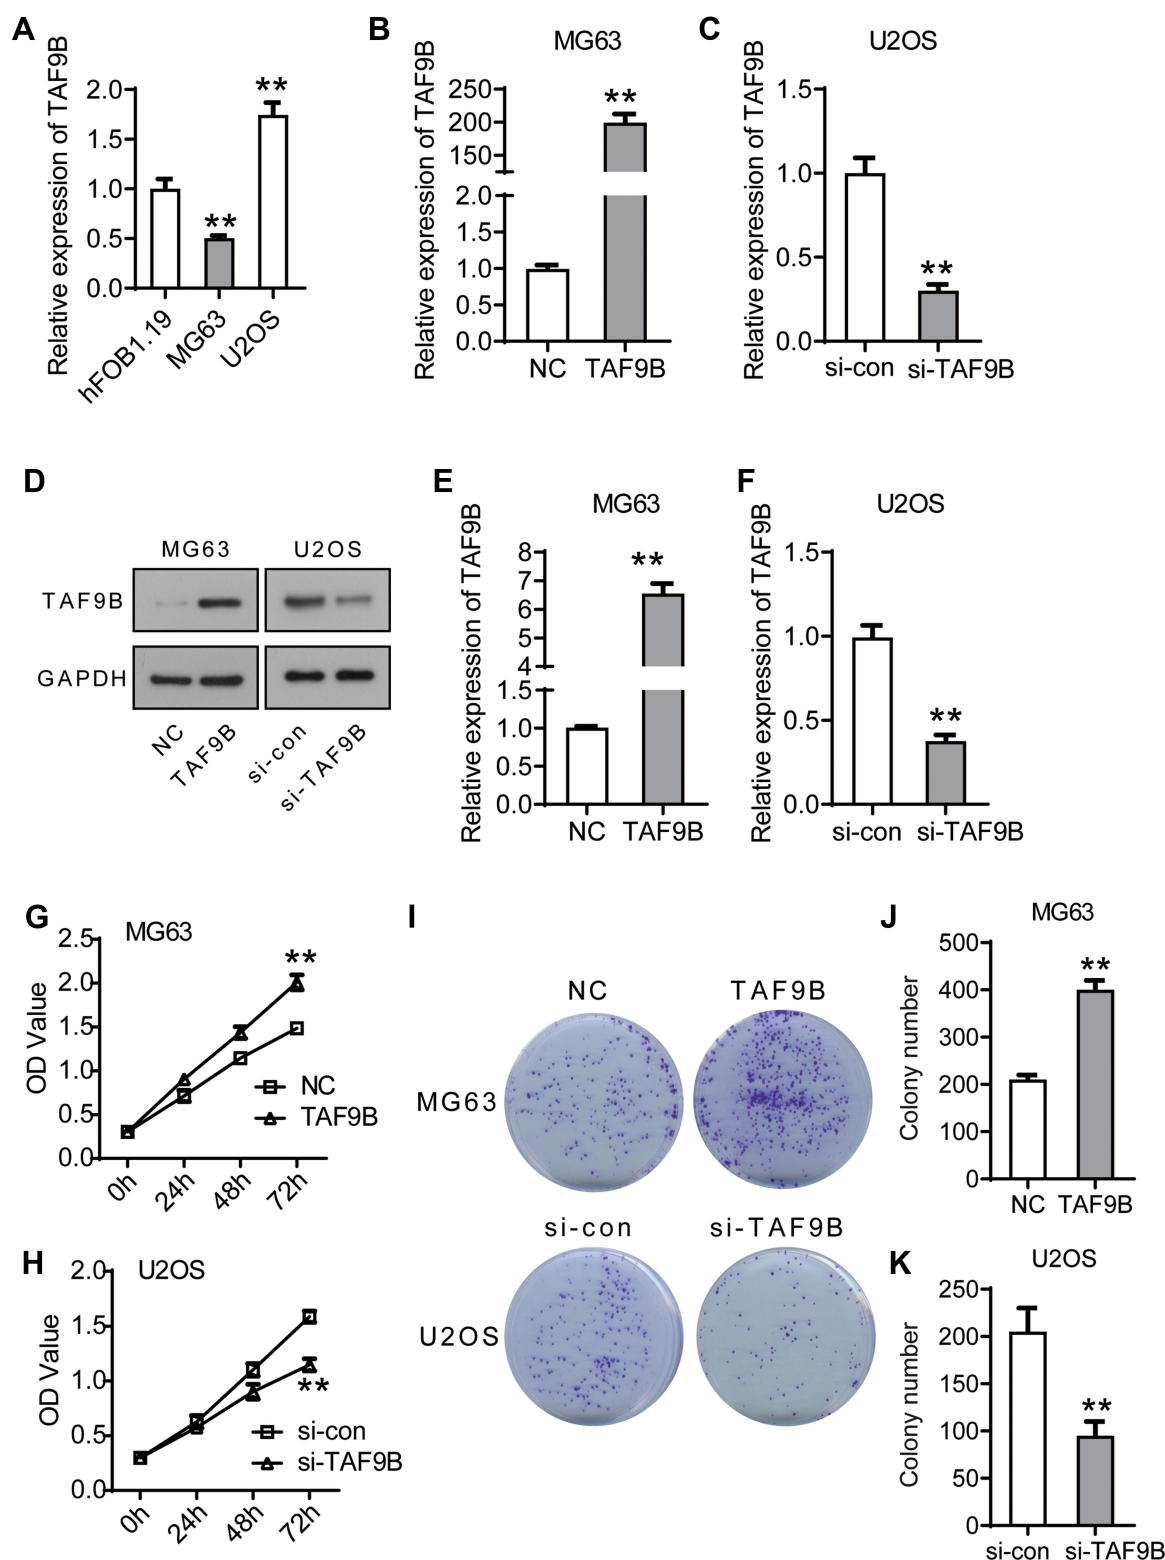 A
Relative expression of TAF9B
2.0
1.5
1.0
0.5
0.0
**
**
hFOB1.19
MG63
U2OS
B
MG63
Relative expression of TAF9B
250
200
150
2.0
1.5
1.0
0.5
0.0
**
NC
TAF9B
C
U2OS
Relative expression of TAF9B
1.5
1.0
0.5
0.0
**
si-con
si-TAF9B
D
MG63
U2OS
TAF9B
GAPDH
NC
TAF9B
si-con
si-TAF9B
E
MG63
Relative expression of TAF9B
8
7
6
5
4
1.5
1.0
0.5
0.0
**
NC
TAF9B
F
U2OS
Relative expression of TAF9B
1.5
1.0
0.5
0.0
**
si-con
si-TAF9B
G
MG63
OD Value
2.5
2.0
1.5
1.0
0.5
0.0
**
NC
TAF9B
0h
24h
48h
72h
H
U2OS
OD Value
2.0
1.5
1.0
0.5
0.0
**
si-con
si-TAF9B
0h
24h
48h
72h
I
NC
TAF9B
MG63
si-con
si-TAF9B
U2OS
J
MG63
Colony number
500
400
300
200
100
0
**
NC
TAF9B
K
U2OS
Colony number
250
200
150
100
50
0
**
si-con
si-TAF9B